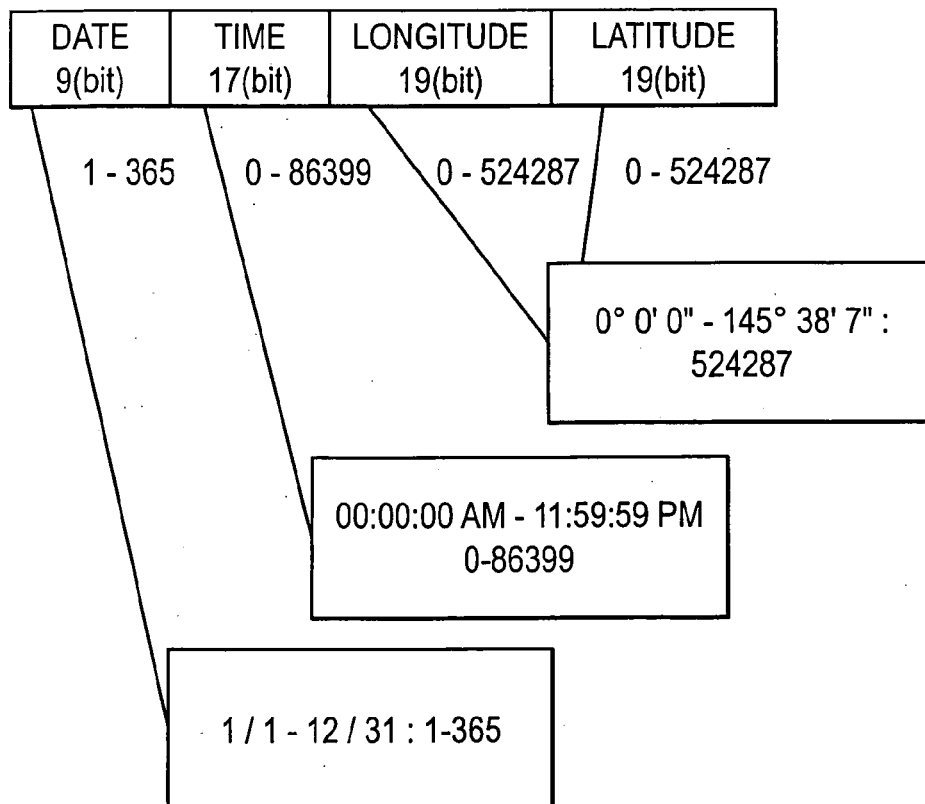 DATE TIME LONGITUDE LATITUDE
9(bit) 17(bit) 19(bit) 19(bit)
1 - 365 0 - 86399 0 - 524287 0 - 524287
0° 0' 0" - 145° 38' 7" :
524287
00:00:00 AM - 11:59:59 PM
0-86399
1 / 1 - 12 / 31 : 1-365